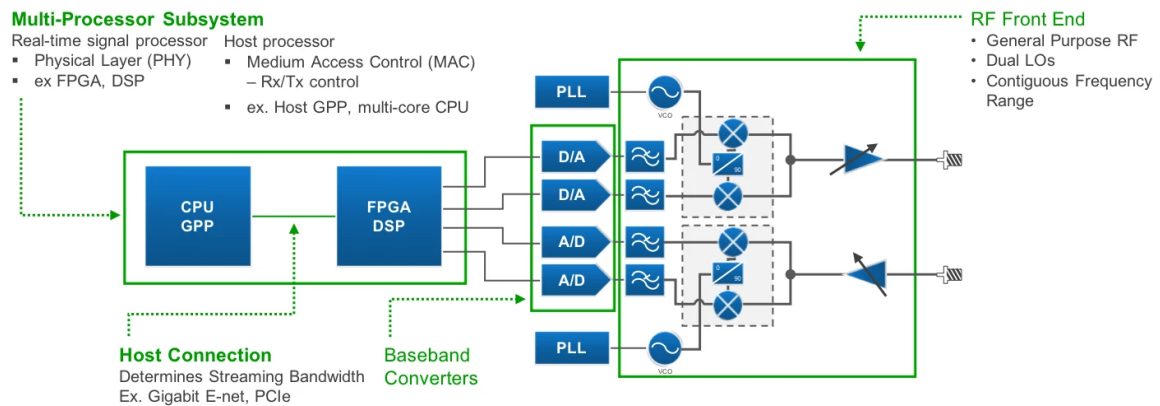 Multi-Processor Subsystem
Real-time signal processor
▪ Physical Layer (PHY)
▪ ex FPGA, DSP
Host processor
▪ Medium Access Control (MAC)
– Rx/Tx control
▪ ex. Host GPP, multi-core CPU
RF Front End
• General Purpose RF
• Dual LOs
• Contiguous Frequency
Range
PLL
VCO
D/A
0
90
D/A
CPU
GPP
FPGA
DSP
A/D
0
90
A/D
PLL
VCO
Host Connection
Determines Streaming Bandwidth
Ex. Gigabit E-net, PCIe
Baseband
Converters